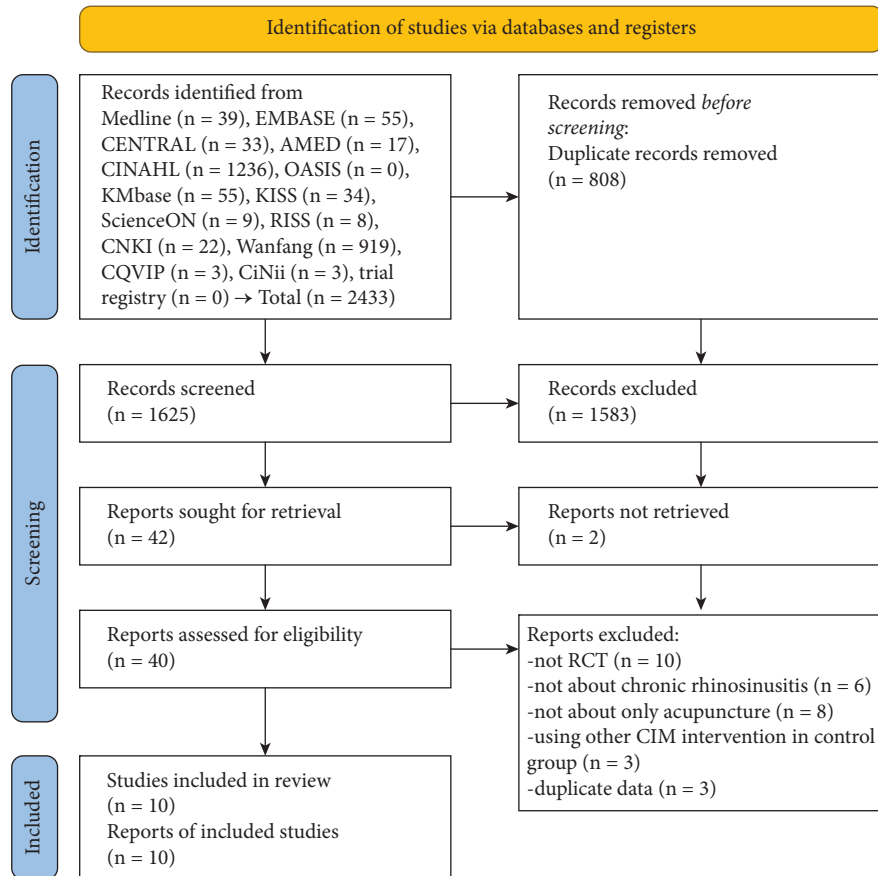 Identification of studies via databases and registers
Identification
Records identified from
Medline (n = 39), EMBASE (n = 55),
CENTRAL (n = 33), AMED (n = 17),
CINAHL (n = 1236), OASIS (n = 0),
KMbase (n = 55), KISS (n = 34),
ScienceON (n = 9), RISS (n = 8),
CNKI (n = 22), Wanfang (n = 919),
CQVIP (n = 3), CiNii (n = 3), trial
registry (n = 0) → Total (n = 2433)
Records removed before
screening:
Duplicate records removed
(n = 808)
Screening
Records screened
(n = 1625)
Records excluded
(n = 1583)
Reports sought for retrieval
(n = 42)
Reports not retrieved
(n = 2)
Reports assessed for eligibility
(n = 40)
Reports excluded:
-not RCT (n = 10)
-not about chronic rhinosinusitis (n = 6)
-not about only acupuncture (n = 8)
-using other CIM intervention in control
group (n = 3)
-duplicate data (n = 3)
Included
Studies included in review
(n = 10)
Reports of included studies
(n = 10)